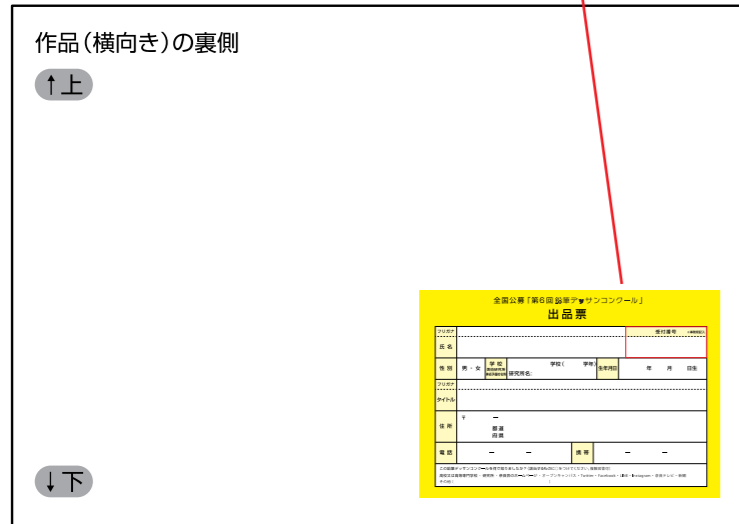 作品(横向き)の裏側
↑上
全国公募「第6回鉛筆デッサンコンクール」
出品票
フリガナ
受付番号
氏 名
性 別 男・女 学 校 学校( 学年) 生年月日 年 月 日生
研究所名:
フリガナ
タイトル
〒 ー
住 所 都 道
府 県
電 話 ー ー 携 帯 ー ー
その他(
↓下